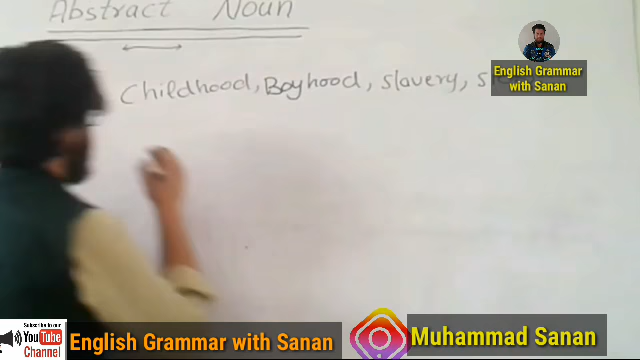 Abstract Noun
Childhood, Boyhood, slavery,
English Grammar
with Sanan
Subscribe to our
YouTube
Channel
English Grammar with Sanan
Muhammad Sanan